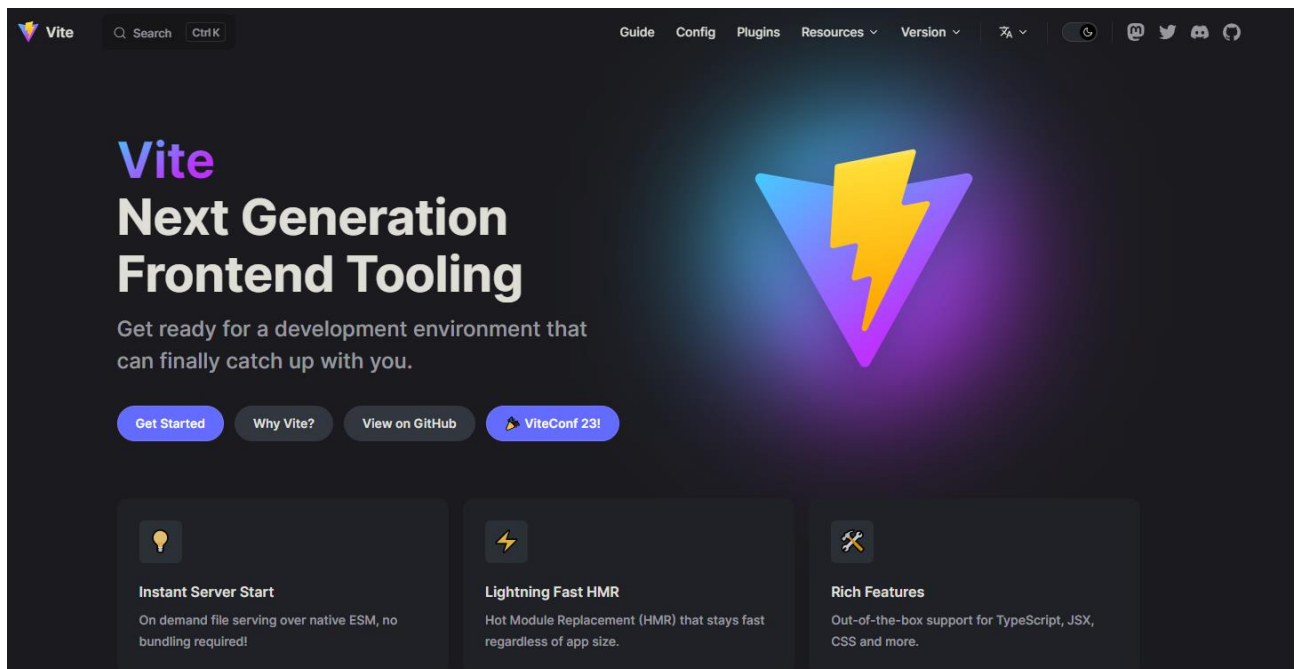 Vite
Search
Ctrl K
Guide
Config
Plugins
Resources
Version
Vite
Next Generation
Frontend Tooling
Get ready for a development environment that
can finally catch up with you.
Get Started
Why Vite?
View on GitHub
ViteConf 23!
Instant Server Start
On demand file serving over native ESM, no
bundling required!
Lightning Fast HMR
Hot Module Replacement (HMR) that stays fast
regardless of app size.
Rich Features
Out-of-the-box support for TypeScript, JSX,
CSS and more.